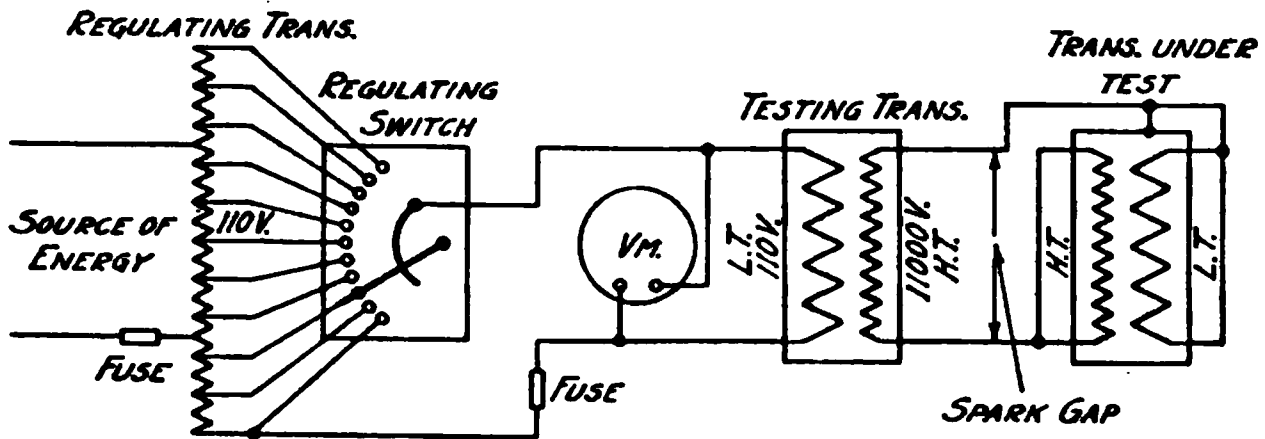 REGULATING TRANS.
REGULATING
SWITCH
TRANS. UNDER
TEST
TESTING TRANS.
SOURCE OF
ENERGY
110V.
VM.
L.T.
110V.
11000V.
H.T.
H.T.
L.T.
FUSE
FUSE
SPARK GAP